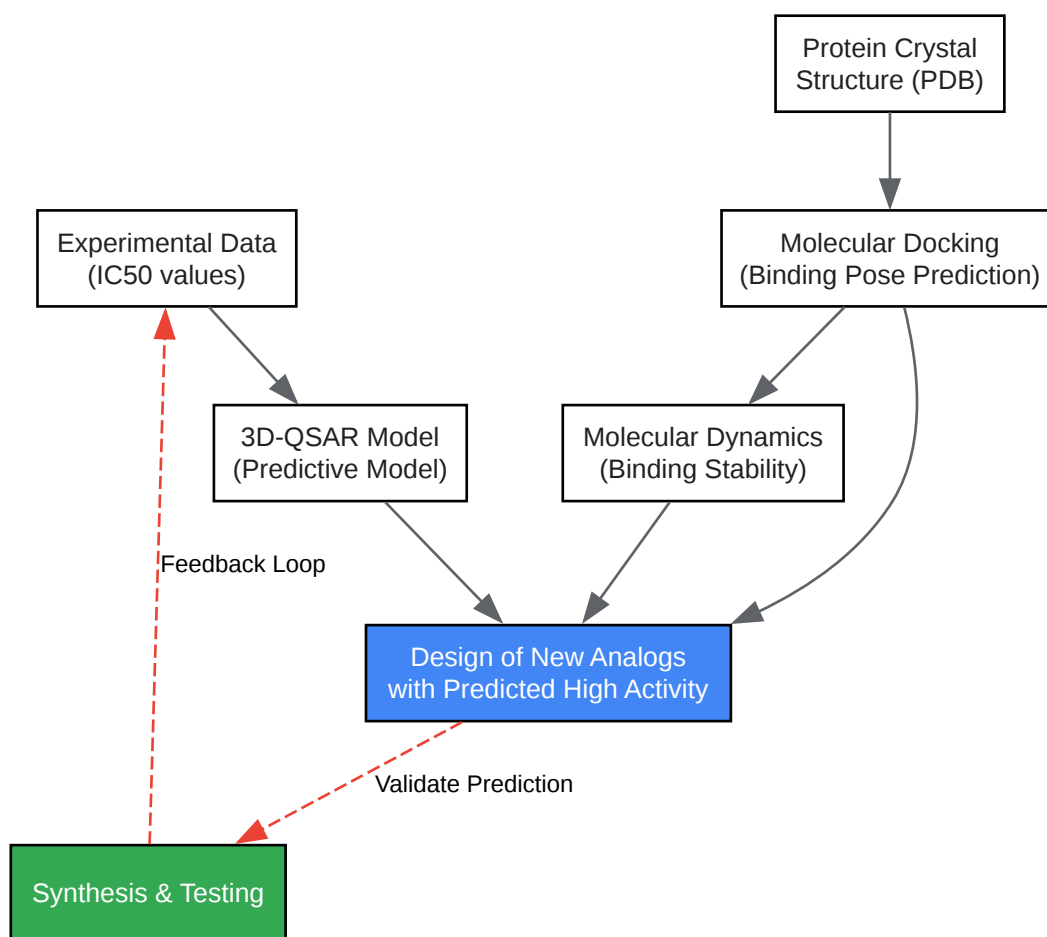 Protein Crystal
Structure (PDB)
Experimental Data
(IC50 values)
Molecular Docking
(Binding Pose Prediction)
3D-QSAR Model
(Predictive Model)
Molecular Dynamics
(Binding Stability)
Feedback Loop
Design of New Analogs
with Predicted High Activity
Validate Prediction
Synthesis & Testing